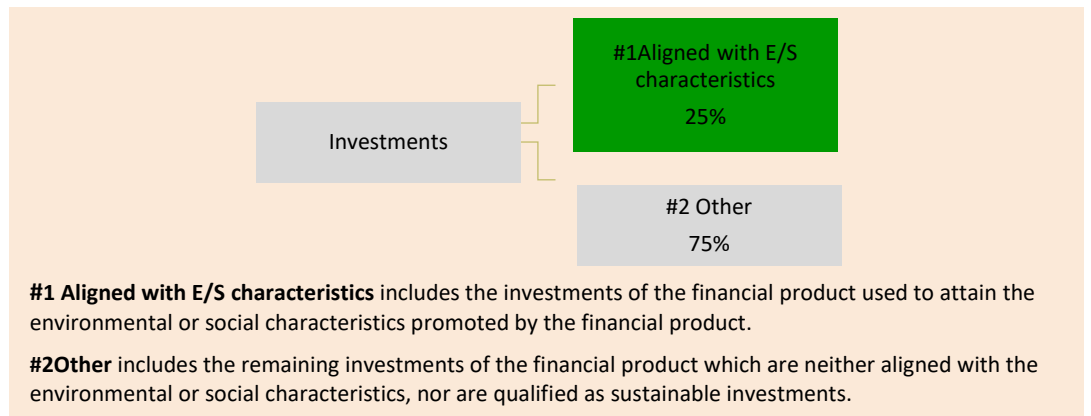 #1Aligned with E/S
characteristics
25%
Investments
#2 Other
75%
#1 Aligned with E/S characteristics includes the investments of the financial product used to attain the
environmental or social characteristics promoted by the financial product.
#2Other includes the remaining investments of the financial product which are neither aligned with the
environmental or social characteristics, nor are qualified as sustainable investments.